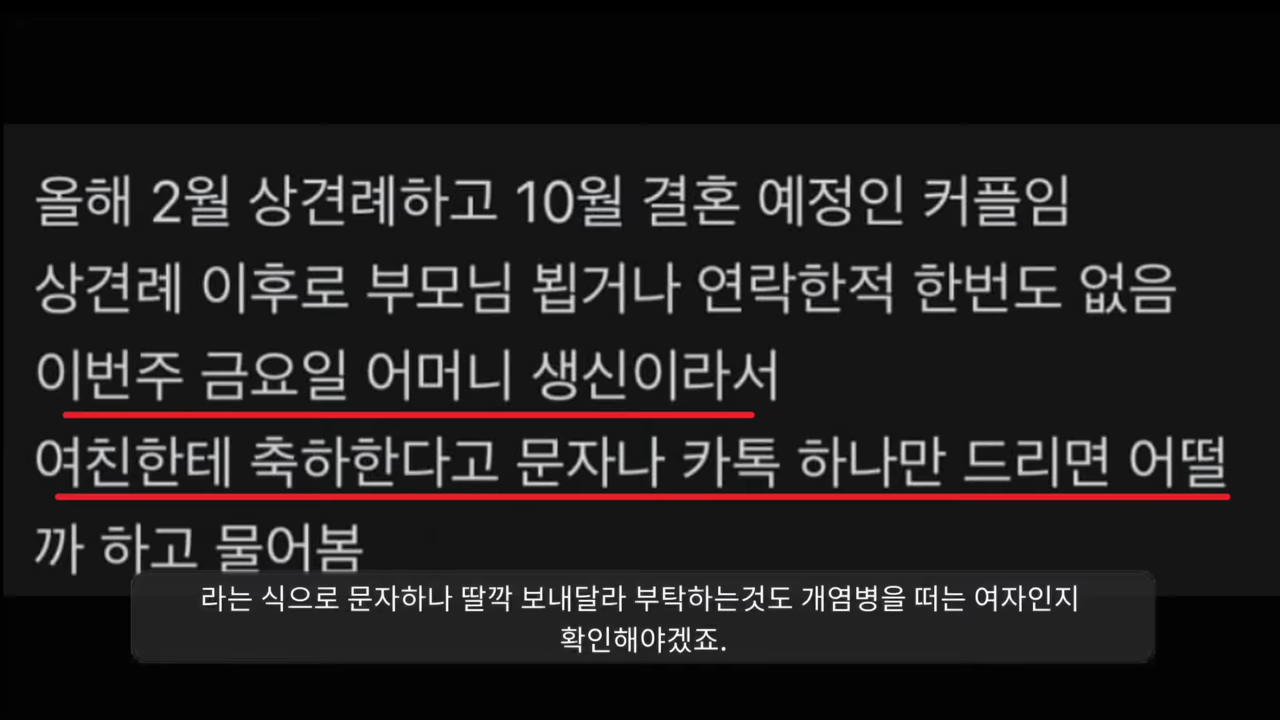 올해 2월 상견례하고 10월 결혼 예정인 커플임
상견례 이후로 부모님 뵙거나 연락한적 한번도 없음
이번주 금요일 어머니 생신이라서
여친한테 축하한다고 문자나 카톡 하나만 드리면 어떨
까 하고 물어봄
라는 식으로 문자하나 딸깍 보내달라 부탁하는것도 개염병을 떠는 여자인지
확인해야겠죠.